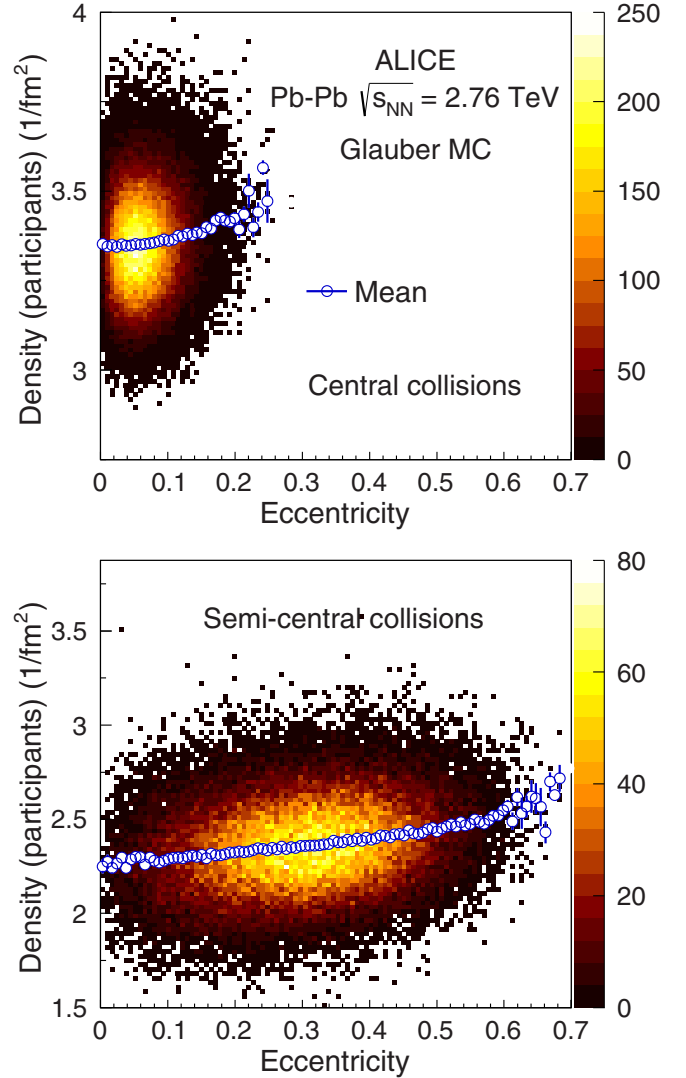 4
3.5
3
Density (participants) (1/fm²)
ALICE
Pb-Pb √s_NN = 2.76 TeV
Glauber MC
Mean
Central collisions
250
200
150
100
50
0
0 0.1 0.2 0.3 0.4 0.5 0.6 0.7
Eccentricity
3.5
3
2.5
2
1.5
Density (participants) (1/fm²)
Semi-central collisions
80
60
40
20
0
0 0.1 0.2 0.3 0.4 0.5 0.6 0.7
Eccentricity